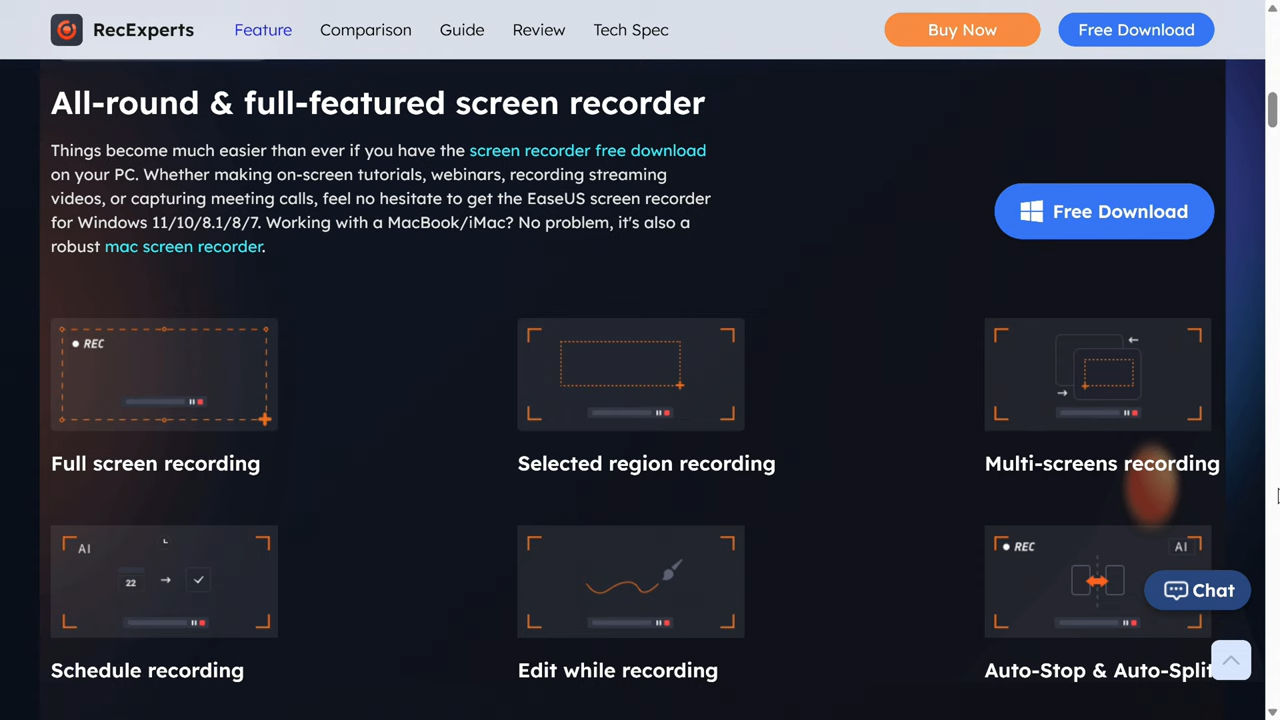 RecExperts
Feature
Comparison
Guide
Review
Tech Spec
Buy Now
Free Download
All-round & full-featured screen recorder
Things become much easier than ever if you have the screen recorder free download
on your PC. Whether making on-screen tutorials, webinars, recording streaming
videos, or capturing meeting calls, feel no hesitate to get the EaseUS screen recorder
for Windows 11/10/8.1/8/7. Working with a MacBook/iMac? No problem, it's also a
robust mac screen recorder.
Free Download
REC
Full screen recording
Selected region recording
Multi-screens recording
AI
22
REC
AI
Chat
Schedule recording
Edit while recording
Auto-Stop & Auto-Split